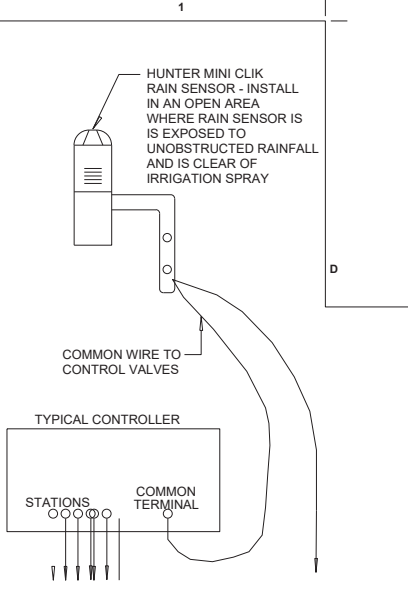 1
HUNTER MINI CLIK
RAIN SENSOR - INSTALL
IN AN OPEN AREA
WHERE RAIN SENSOR IS
IS EXPOSED TO
UNOBSTRUCTED RAINFALL
AND IS CLEAR OF
IRRIGATION SPRAY
D
COMMON WIRE TO
CONTROL VALVES
TYPICAL CONTROLLER
STATIONS
COMMON
TERMINAL